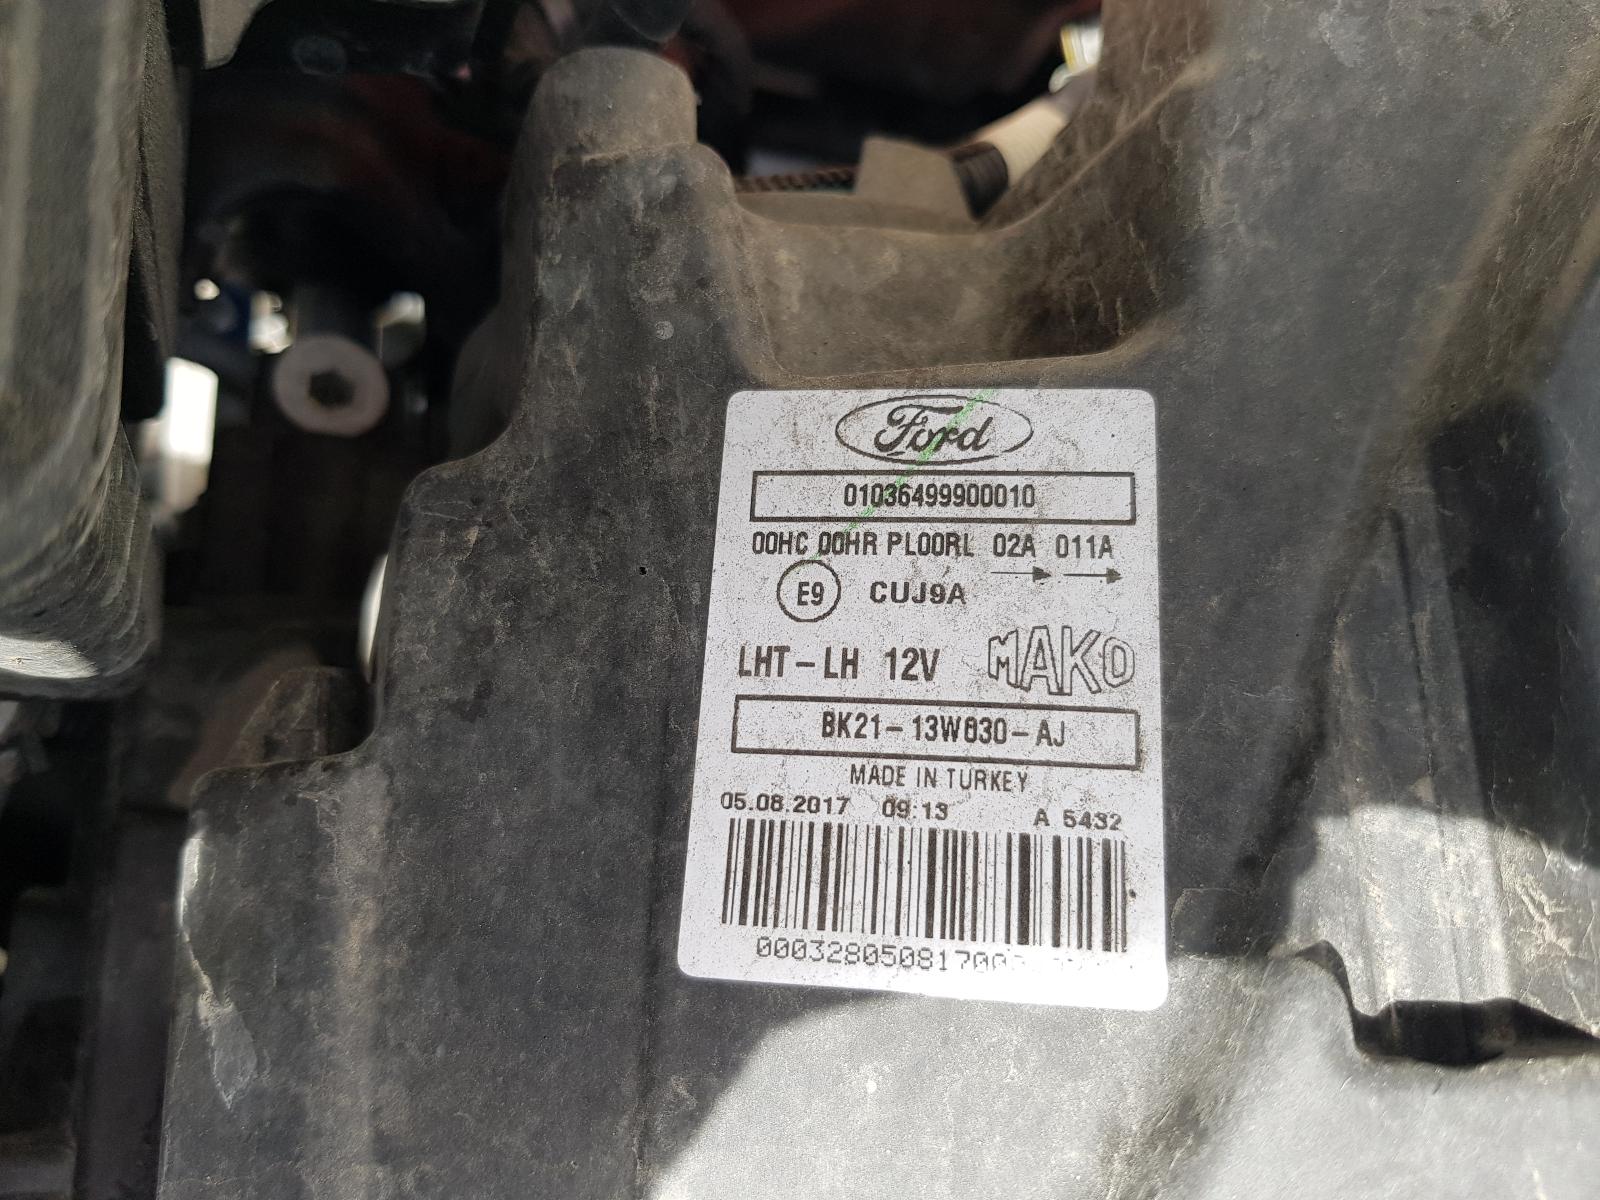 Ford
01036499900010
00HC 00HR PL00RL 02A 011A
E9 CUJ9A
LHT-LH 12V MAKO
BK21-13W030-AJ
MADE IN TURKEY
05.08.2017 09:13 A 5432